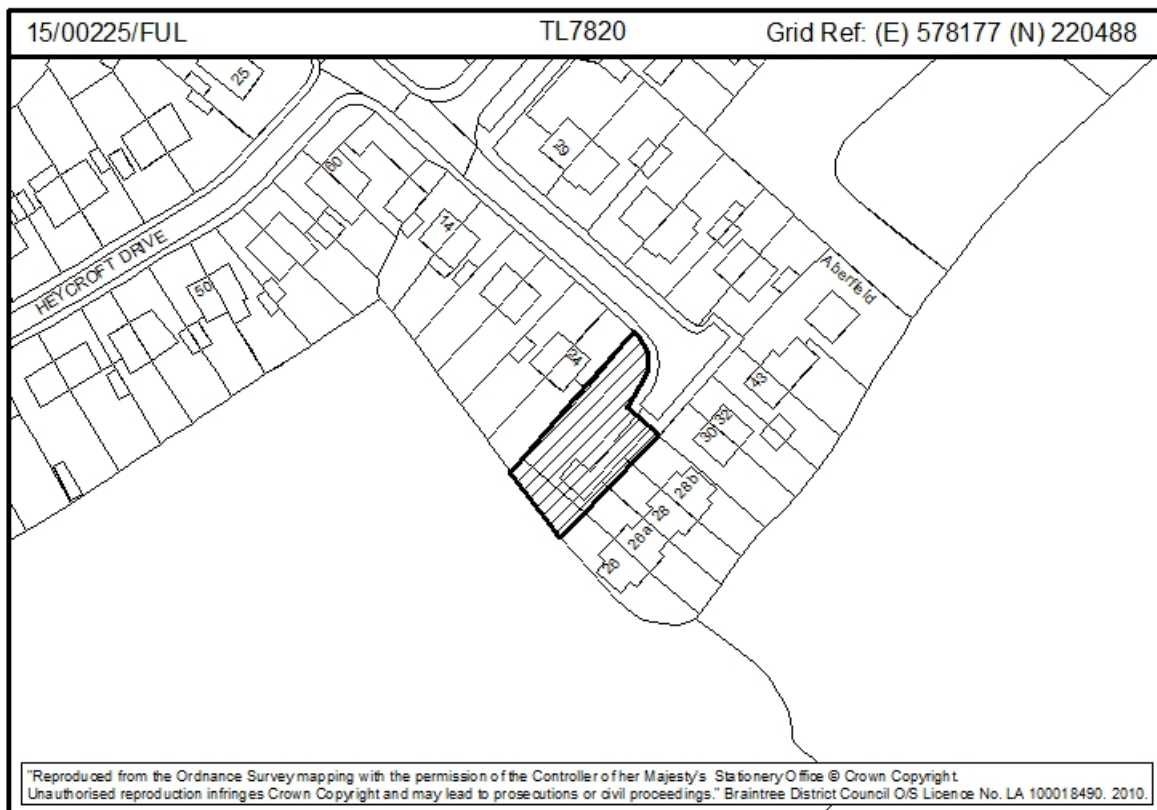 15/00225/FUL TL7820 Grid Ref: (E) 578177 (N) 220488
25
60
29
14
HEYCROFT DRIVE
50
Aberfield
24
43
32
30
28b
28
26a
26
"Reproduced from the Ordnance Survey mapping with the permission of the Controller of her Majesty's Stationery Office © Crown Copyright.
Unauthorised reproduction infringes Crown Copyright and may lead to prosecutions or civil proceedings." Braintree District Council O/S Licence No. LA 100018490. 2010.